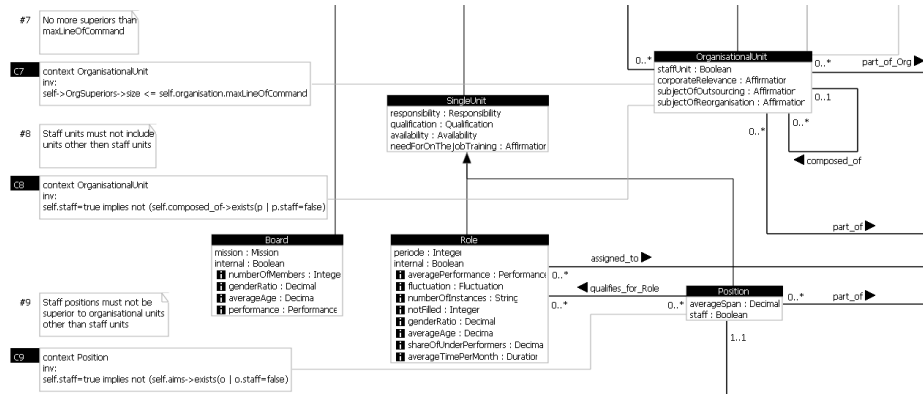 #7
No more superiors than
maxLineOfCommand
C7
context OrganisationalUnit
inv:
self->OrgSuperiors->size <= self.organisation.maxLineOfCommand
#8
Staff units must not include
units other then staff units
C8
context OrganisationalUnit
inv:
self.staff=true implies not (self.composed_of->exists(p | p.staff=false)
#9
Staff positions must not be
superior to organisational units
other than staff units
C9
context Position
inv:
self.staff=true implies not (self.aims->exists(o | o.staff=false)
SingleUnit
responsibility : Responsibility
qualification : Qualification
availability : Availability
needForOnTheJobTraining : Affirmation
OrganisationalUnit
staffUnit : Boolean
corporateRelevance : Affirmation
subjectOfOutsourcing : Affirmation
subjectOfReorganisation : Affirmation
0..*
0..*
part_of_Org
0..1
0..*
0..*
composed_of
part_of
Board
mission : Mission
internal : Boolean
i numberOfMembers : Intege
i genderRatio : Decimal
i averageAge : Decima
i performance : Performance
Role
periode : Integer
internal : Boolean
i averagePerformance : Performanc
i fluctuation : Fluctuation
i numberOfInstances : String
i notFilled : Integer
i genderRatio : Decimal
i averageAge : Decima
i shareOfUnderPerformers : Decima
i averageTimePerMonth : Duration
assigned_to
0..*
qualifies_for_Role
0..*
0..*
Position
averageSpan : Decimal
staff : Boolean
0..*
part_of
1..1